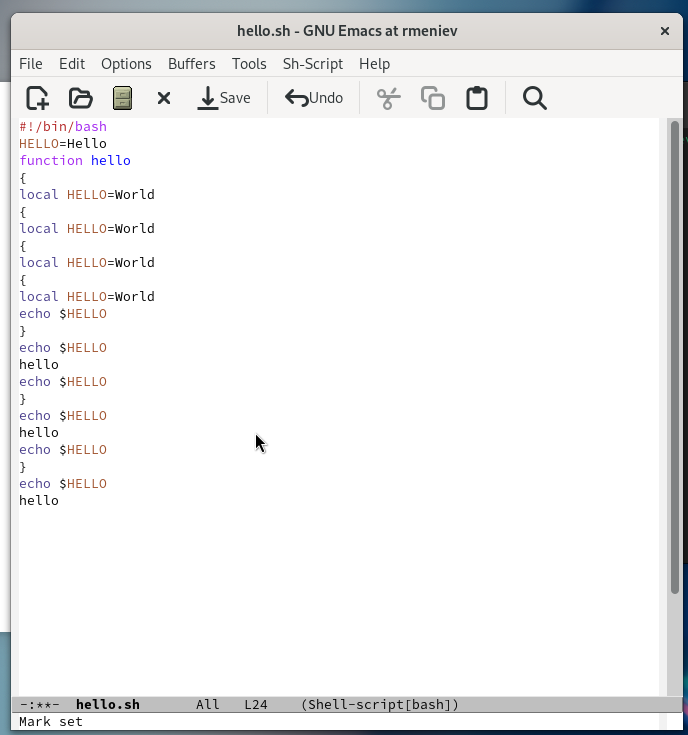 hello.sh - GNU Emacs at rmeniev
File Edit Options Buffers Tools Sh-Script Help
Save Undo
#!/bin/bash
HELLO=Hello
function hello
{
local HELLO=World
{
local HELLO=World
{
local HELLO=World
{
local HELLO=World
echo $HELLO
}
echo $HELLO
hello
echo $HELLO
}
echo $HELLO
hello
echo $HELLO
}
echo $HELLO
hello
-:**- hello.sh All L24 (Shell-script[bash])
Mark set